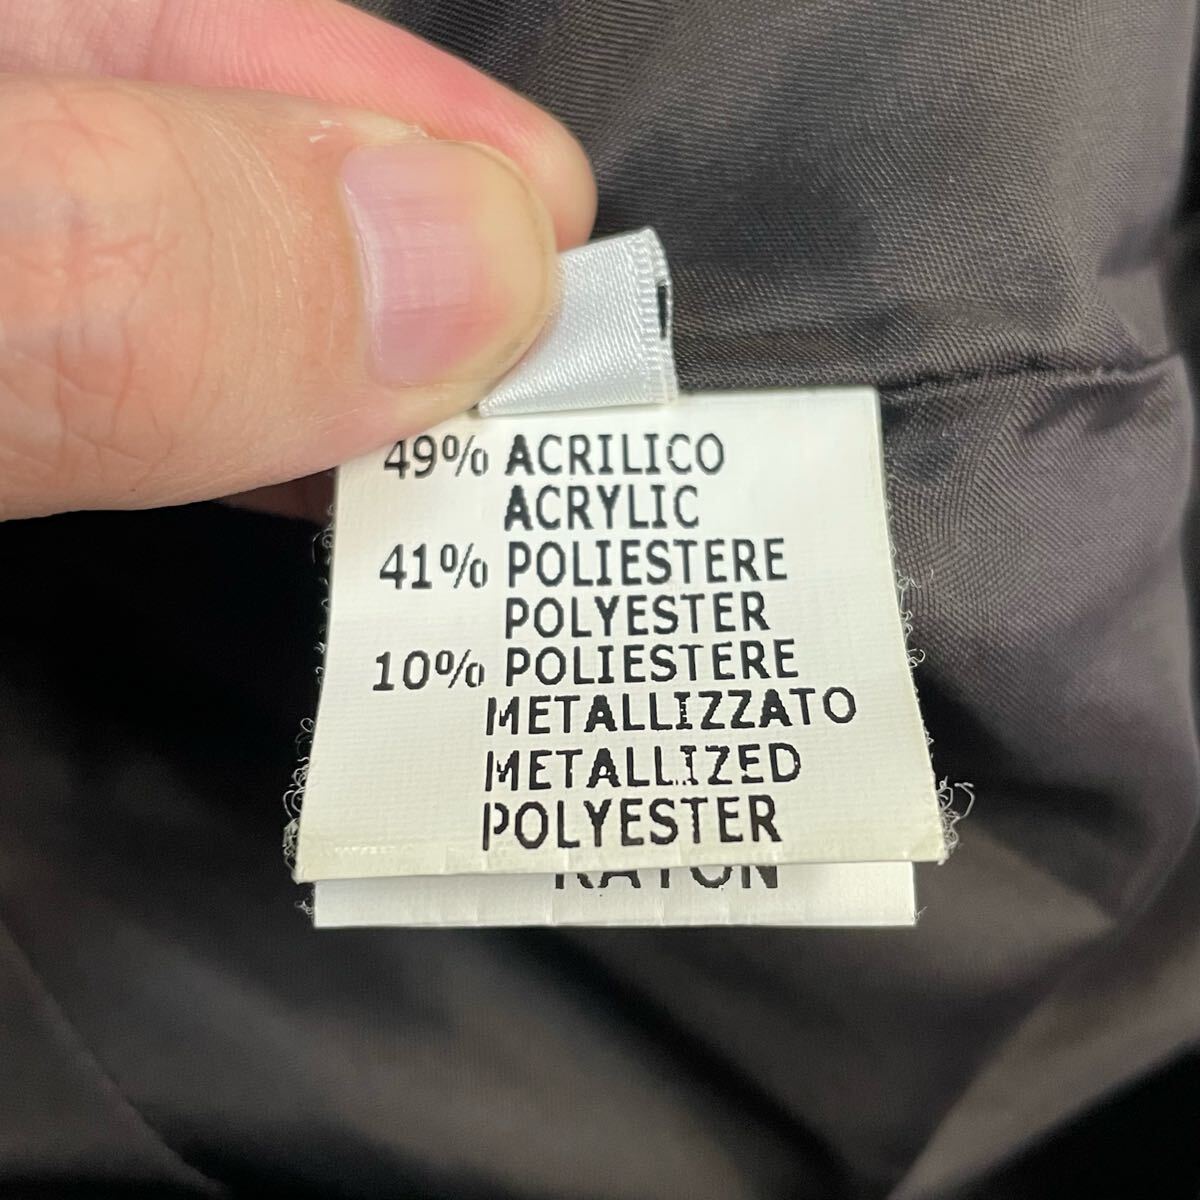 49% ACRILICO
ACRYLIC
41% POLIESTERE
POLYESTER
10% POLIESTERE
METALLIZZATO
METALLIZED
POLYESTER
RAYON